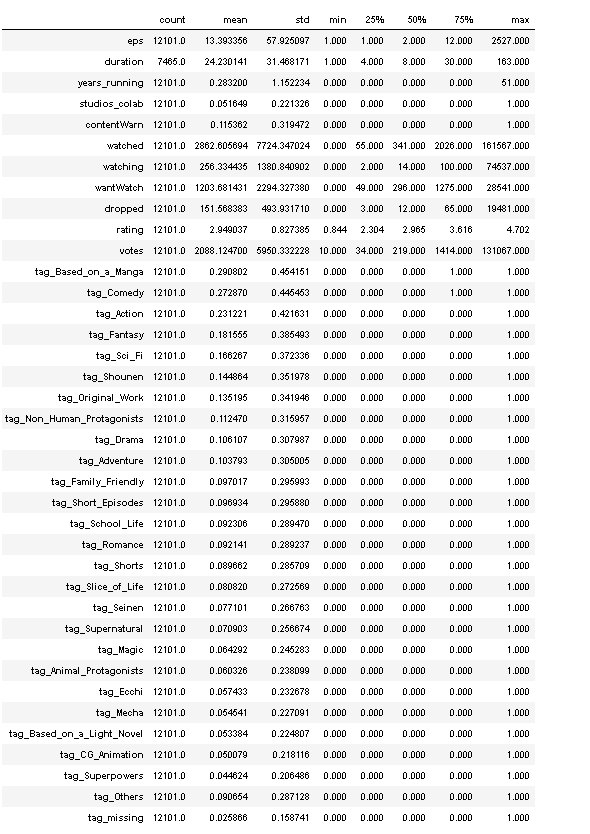 count mean std min 25% 50% 75% max
eps 12101.0 13.393356 57.925097 1.000 1.000 2.000 12.000 2527.000
duration 7465.0 24.230141 31.468171 1.000 4.000 8.000 30.000 163.000
years_running 12101.0 0.283200 1.152234 0.000 0.000 0.000 0.000 51.000
studios_colab 12101.0 0.051649 0.221326 0.000 0.000 0.000 0.000 1.000
contentWarn 12101.0 0.115362 0.319472 0.000 0.000 0.000 0.000 1.000
watched 12101.0 2862.605694 7724.347024 0.000 55.000 341.000 2026.000 161567.000
watching 12101.0 256.334435 1380.840902 0.000 2.000 14.000 100.000 74537.000
wantWatch 12101.0 1203.681431 2294.327380 0.000 49.000 296.000 1275.000 28541.000
dropped 12101.0 151.568383 493.931710 0.000 3.000 12.000 65.000 19481.000
rating 12101.0 2.949037 0.827385 0.844 2.304 2.965 3.616 4.702
votes 12101.0 2088.124700 5950.332228 10.000 34.000 219.000 1414.000 131067.000
tag_Based_on_a_Manga 12101.0 0.290802 0.454151 0.000 0.000 0.000 1.000 1.000
tag_Comedy 12101.0 0.272870 0.445453 0.000 0.000 0.000 1.000 1.000
tag_Action 12101.0 0.231221 0.421631 0.000 0.000 0.000 0.000 1.000
tag_Fantasy 12101.0 0.181555 0.385493 0.000 0.000 0.000 0.000 1.000
tag_Sci_Fi 12101.0 0.166267 0.372336 0.000 0.000 0.000 0.000 1.000
tag_Shounen 12101.0 0.144864 0.351978 0.000 0.000 0.000 0.000 1.000
tag_Original_Work 12101.0 0.135195 0.341946 0.000 0.000 0.000 0.000 1.000
tag_Non_Human_Protagonists 12101.0 0.112470 0.315957 0.000 0.000 0.000 0.000 1.000
tag_Drama 12101.0 0.106107 0.307987 0.000 0.000 0.000 0.000 1.000
tag_Adventure 12101.0 0.103793 0.305005 0.000 0.000 0.000 0.000 1.000
tag_Family_Friendly 12101.0 0.097017 0.295993 0.000 0.000 0.000 0.000 1.000
tag_Short_Episodes 12101.0 0.096934 0.295880 0.000 0.000 0.000 0.000 1.000
tag_School_Life 12101.0 0.092306 0.289470 0.000 0.000 0.000 0.000 1.000
tag_Romance 12101.0 0.092141 0.289237 0.000 0.000 0.000 0.000 1.000
tag_Shorts 12101.0 0.089662 0.285709 0.000 0.000 0.000 0.000 1.000
tag_Slice_of_Life 12101.0 0.080820 0.272569 0.000 0.000 0.000 0.000 1.000
tag_Seinen 12101.0 0.077101 0.266763 0.000 0.000 0.000 0.000 1.000
tag_Supernatural 12101.0 0.070903 0.256674 0.000 0.000 0.000 0.000 1.000
tag_Magic 12101.0 0.064292 0.245283 0.000 0.000 0.000 0.000 1.000
tag_Animal_Protagonists 12101.0 0.060326 0.238099 0.000 0.000 0.000 0.000 1.000
tag_Ecchi 12101.0 0.057433 0.232678 0.000 0.000 0.000 0.000 1.000
tag_Mecha 12101.0 0.054541 0.227091 0.000 0.000 0.000 0.000 1.000
tag_Based_on_a_Light_Novel 12101.0 0.053384 0.224807 0.000 0.000 0.000 0.000 1.000
tag_CG_Animation 12101.0 0.050079 0.218116 0.000 0.000 0.000 0.000 1.000
tag_Superpowers 12101.0 0.044624 0.206486 0.000 0.000 0.000 0.000 1.000
tag_Others 12101.0 0.090654 0.287128 0.000 0.000 0.000 0.000 1.000
tag_missing 12101.0 0.025866 0.158741 0.000 0.000 0.000 0.000 1.000